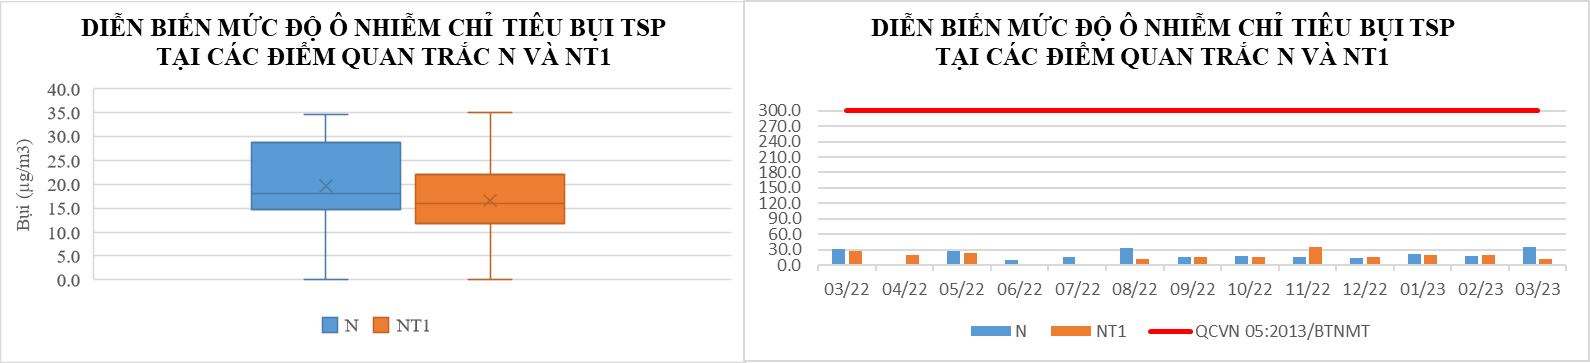 DIỄN BIẾN MỨC ĐỘ Ô NHIỄM CHỈ TIÊU BỤI TSP
TẠI CÁC ĐIỂM QUAN TRẮC N VÀ NT1
40.0
35.0
30.0
25.0
20.0
15.0
10.0
5.0
0.0
Bụi (µg/m3)
N NT1
DIỄN BIẾN MỨC ĐỘ Ô NHIỄM CHỈ TIÊU BỤI TSP
TẠI CÁC ĐIỂM QUAN TRẮC N VÀ NT1
300.0
270.0
240.0
210.0
180.0
150.0
120.0
90.0
60.0
30.0
0.0
03/22 04/22 05/22 06/22 07/22 08/22 09/22 10/22 11/22 12/22 01/23 02/23 03/23
N NT1 QCVN 05:2013/BTNMT